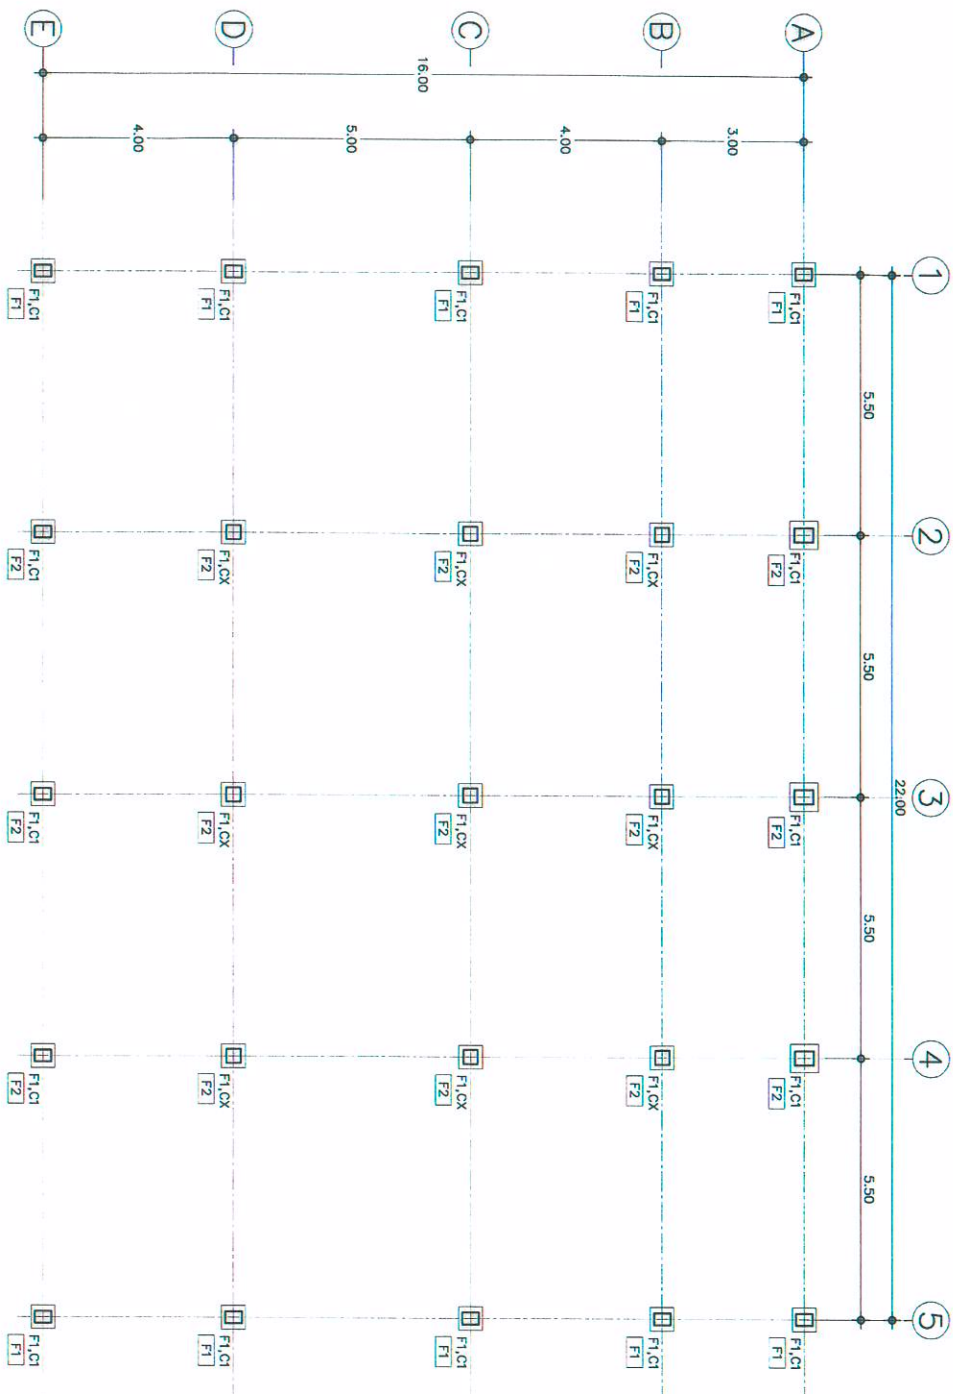 1 2 3 4 5
22.00
5.50 5.50 5.50 5.50
A
F1,C1 F1,C1 F1,C1 F1,C1 F1,C1
F1 F2 F2 F2 F1
3.00
B
F1,C1 F1,CX F1,CX F1,CX F1,C1
F1 F2 F2 F2 F1
4.00
C
F1,C1 F1,CX F1,CX F1,CX F1,C1
F1 F2 F2 F2 F1
16.00
5.00
D
F1,C1 F1,CX F1,CX F1,CX F1,C1
F1 F2 F2 F2 F1
4.00
E
F1,C1 F1,C1 F1,C1 F1,C1 F1,C1
F1 F2 F2 F2 F1